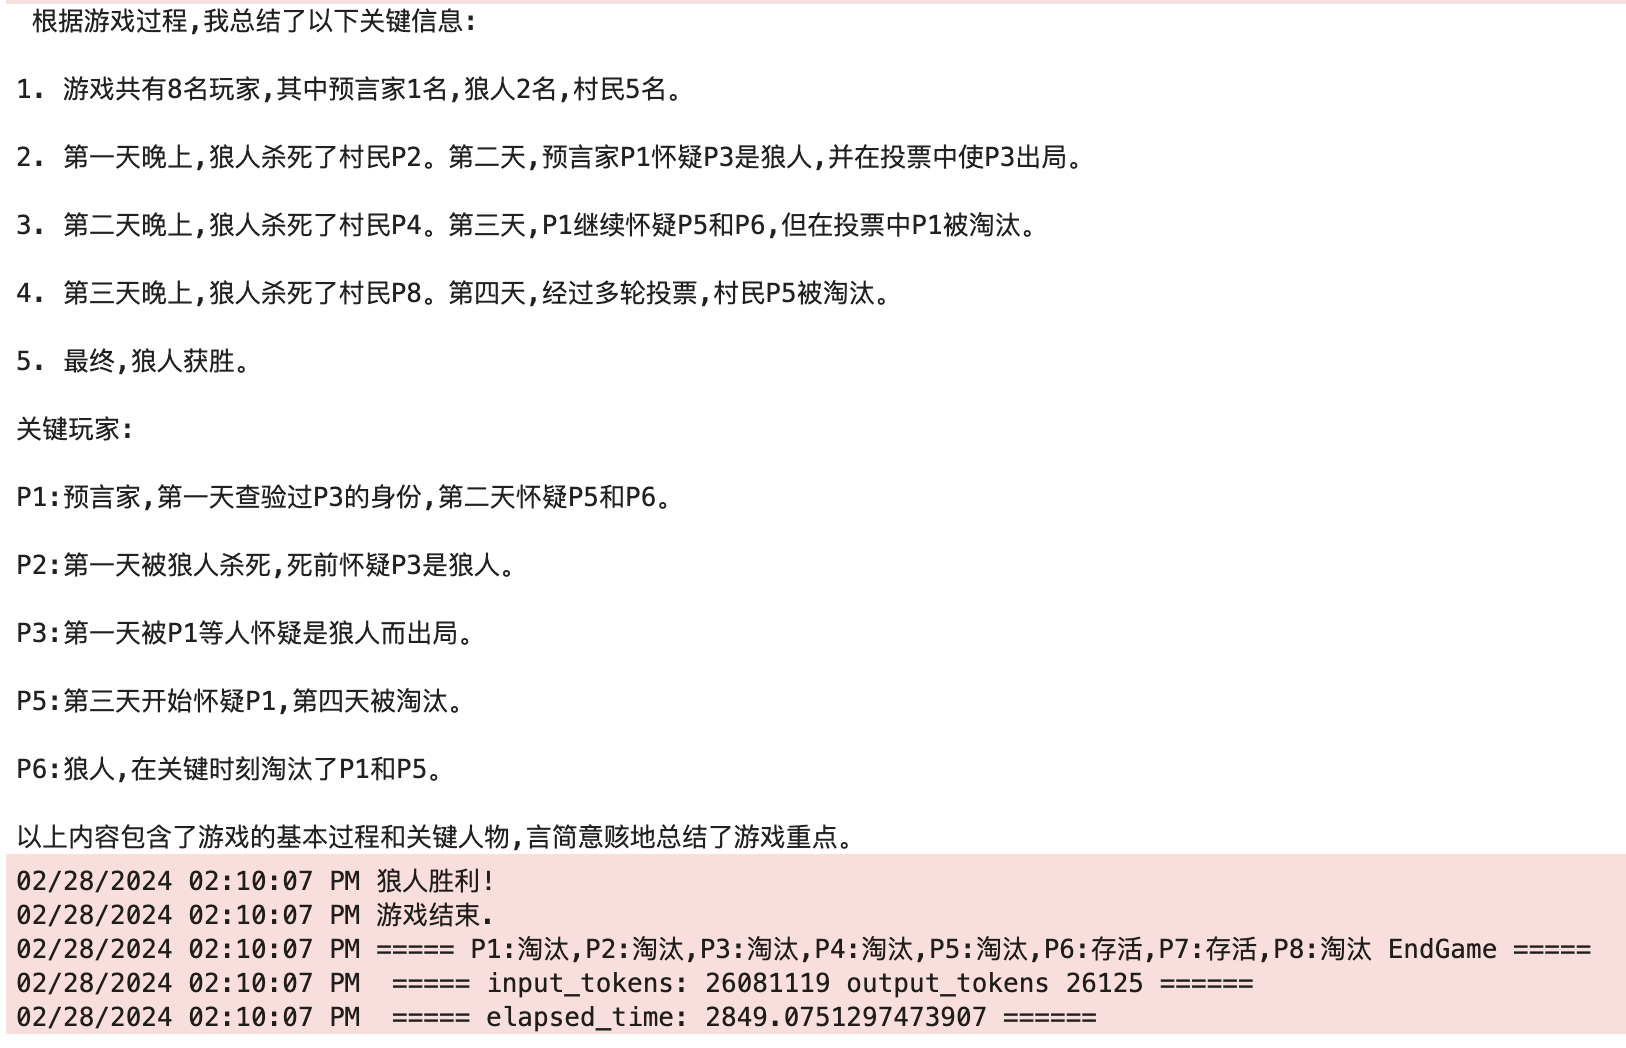 根据游戏过程,我总结了以下关键信息:
1. 游戏共有8名玩家,其中预言家1名,狼人2名,村民5名。
2. 第一天晚上,狼人杀死了村民P2。第二天,预言家P1怀疑P3是狼人,并在投票中使P3出局。
3. 第二天晚上,狼人杀死了村民P4。第三天,P1继续怀疑P5和P6,但在投票中P1被淘汰。
4. 第三天晚上,狼人杀死了村民P8。第四天,经过多轮投票,村民P5被淘汰。
5. 最终,狼人获胜。
关键玩家:
P1:预言家,第一天查验过P3的身份,第二天怀疑P5和P6。
P2:第一天被狼人杀死,死前怀疑P3是狼人。
P3:第一天被P1等人怀疑是狼人而出局。
P5:第三天开始怀疑P1,第四天被淘汰。
P6:狼人,在关键时刻淘汰了P1和P5。
以上内容包含了游戏的基本过程和关键人物,言简意赅地总结了游戏重点。
02/28/2024 02:10:07 PM 狼人胜利!
02/28/2024 02:10:07 PM 游戏结束.
02/28/2024 02:10:07 PM ===== P1:淘汰,P2:淘汰,P3:淘汰,P4:淘汰,P5:淘汰,P6:存活,P7:存活,P8:淘汰 EndGame =====
02/28/2024 02:10:07 PM  ===== input_tokens: 26081119 output_tokens 26125 ======
02/28/2024 02:10:07 PM  ===== elapsed_time: 2849.0751297473907 ======